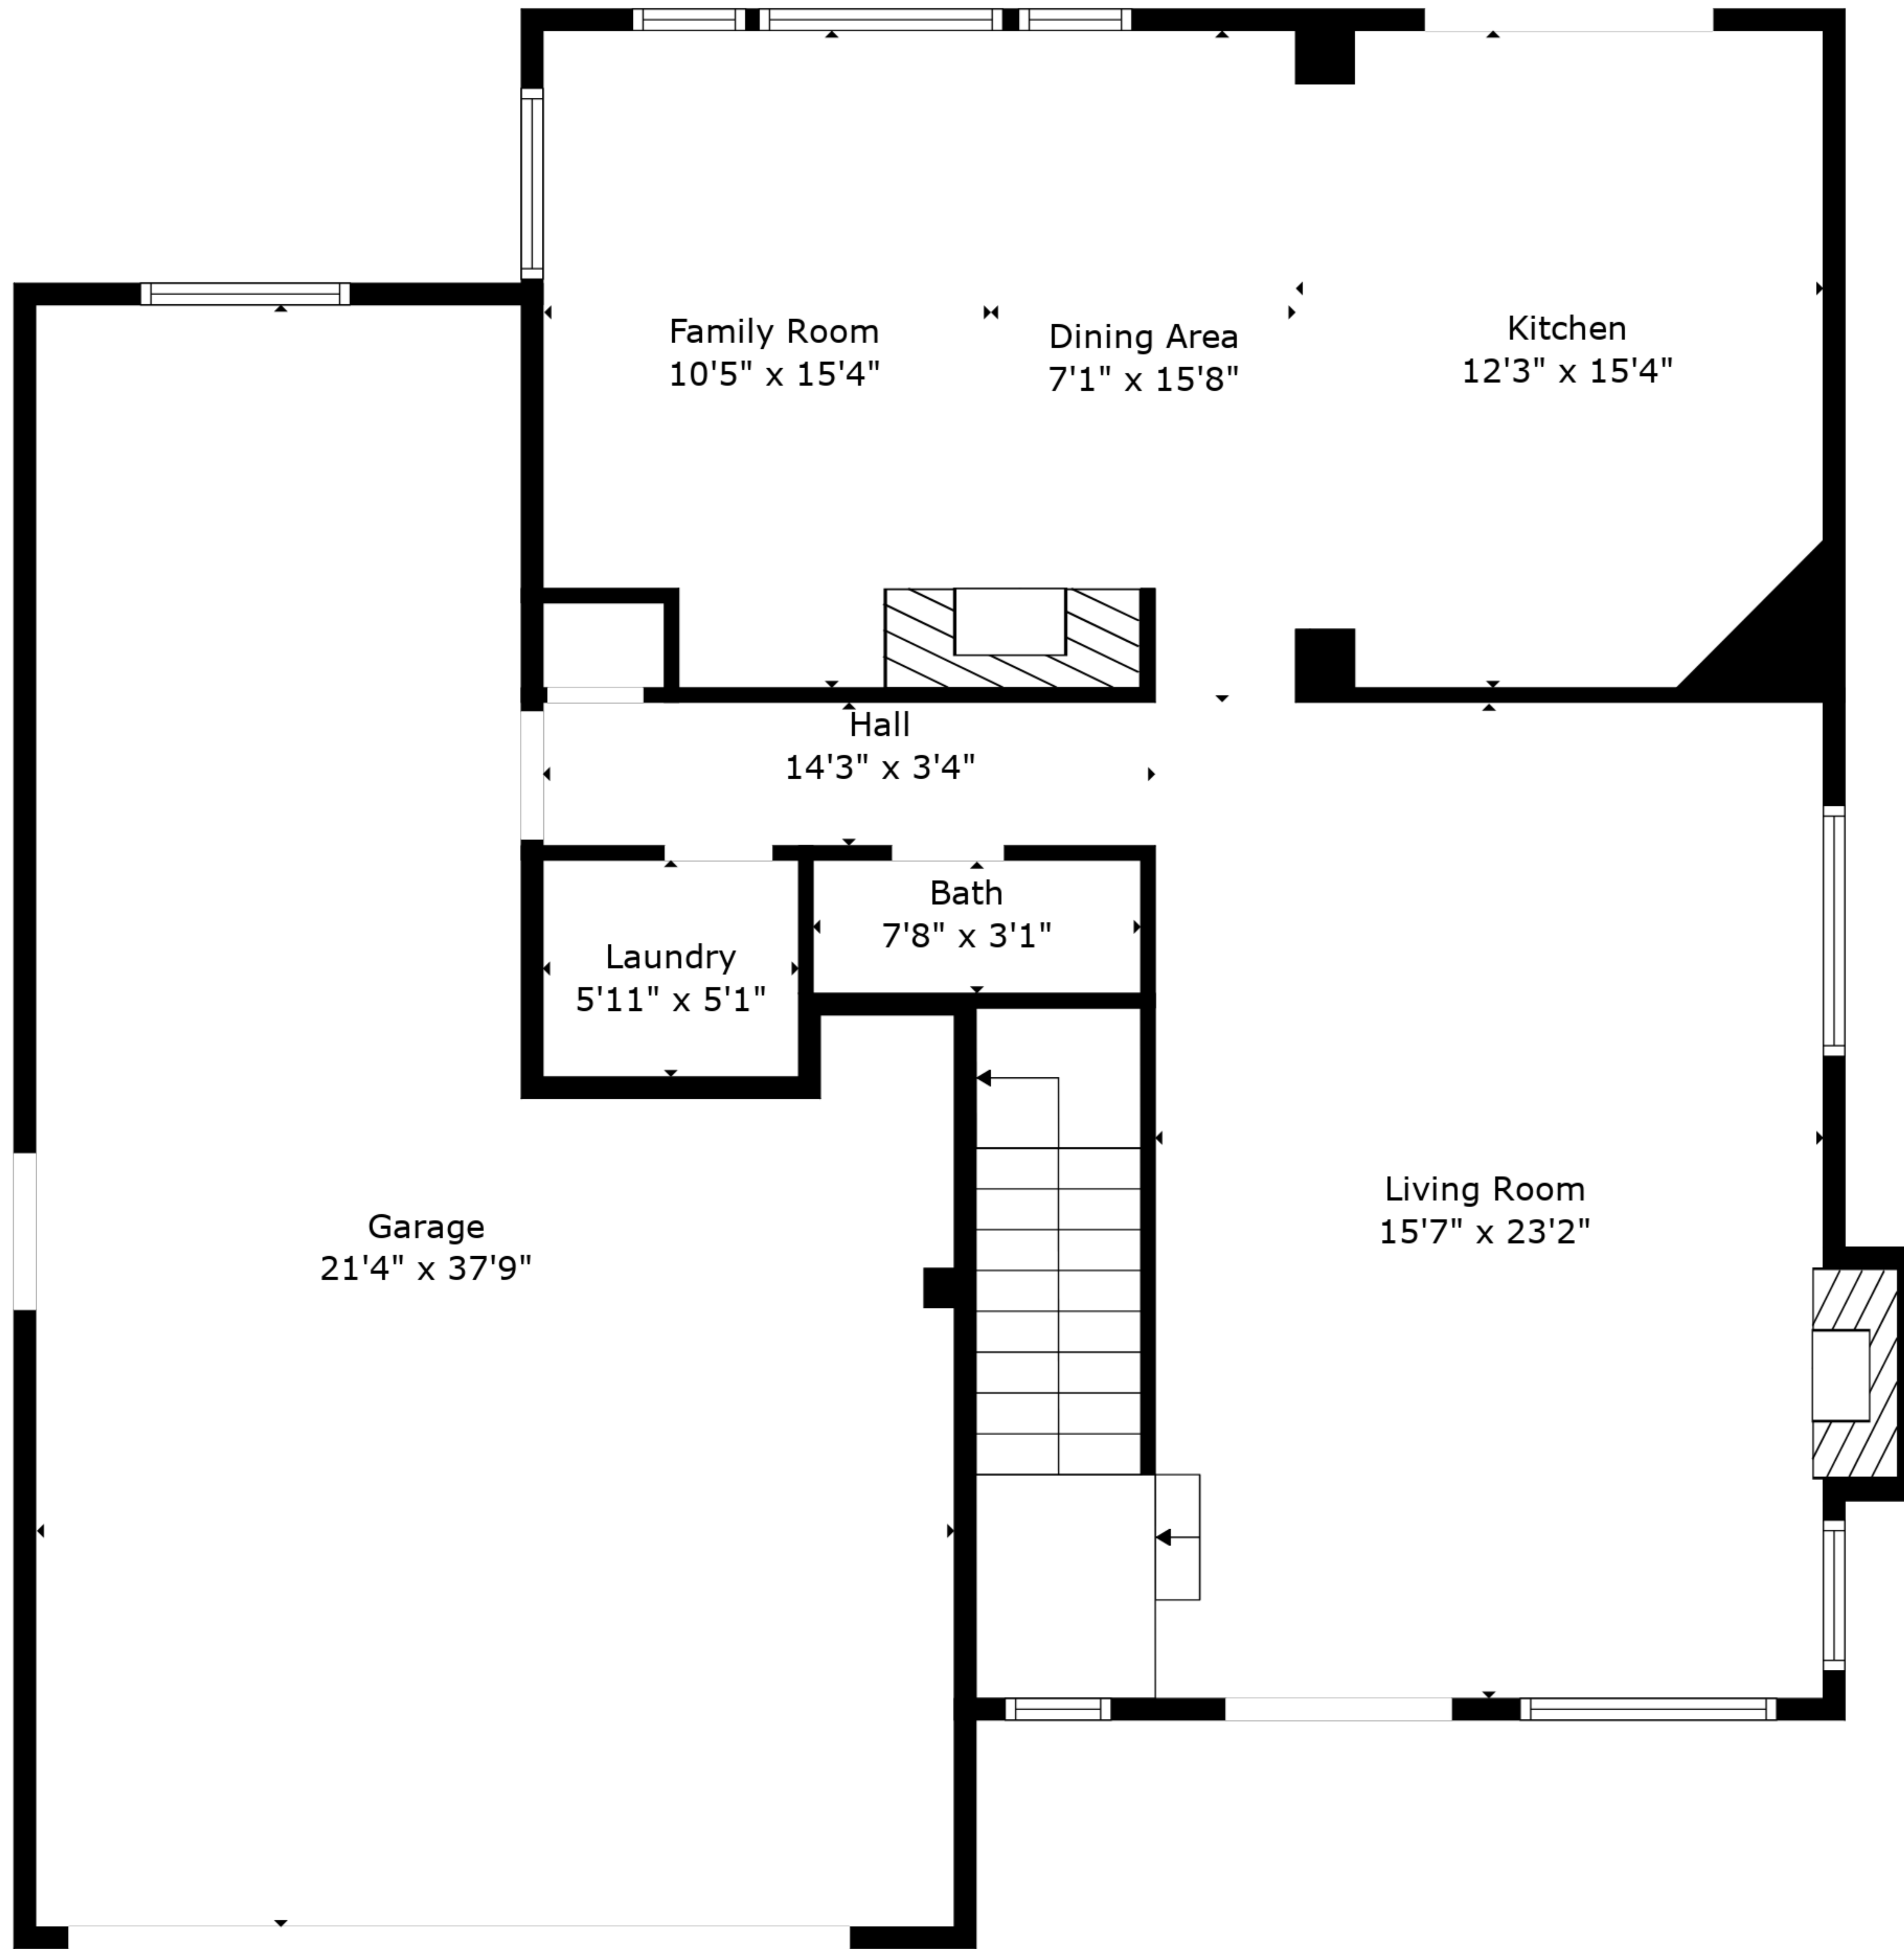 Family Room
10'5" x 15'4"
Dining Area
7'1" x 15'8"
Kitchen
12'3" x 15'4"
Hall
14'3" x 3'4"
Bath
7'8" x 3'1"
Laundry
5'11" x 5'1"
Living Room
15'7" x 23'2"
Garage
21'4" x 37'9"